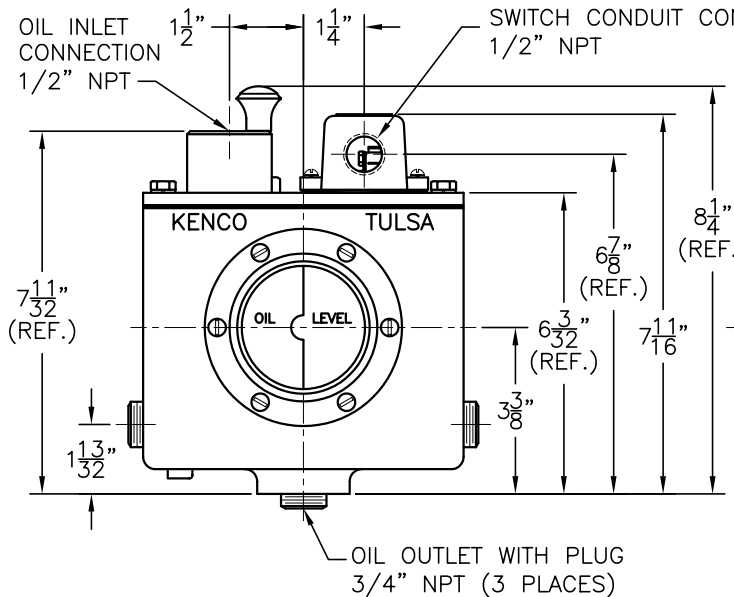 OIL INLET
CONNECTION
1/2" NPT
1 1/2"
1 1/4"
SWITCH CONDUIT CON
1/2" NPT
KENCO TULSA
OIL LEVEL
7 11/32"
(REF.)
1 13/32"
3 3/8"
6 3/32"
(REF.)
6 7/8"
(REF.)
7 11/16"
8 1/4"
(REF.
OIL OUTLET WITH PLUG
3/4" NPT (3 PLACES)